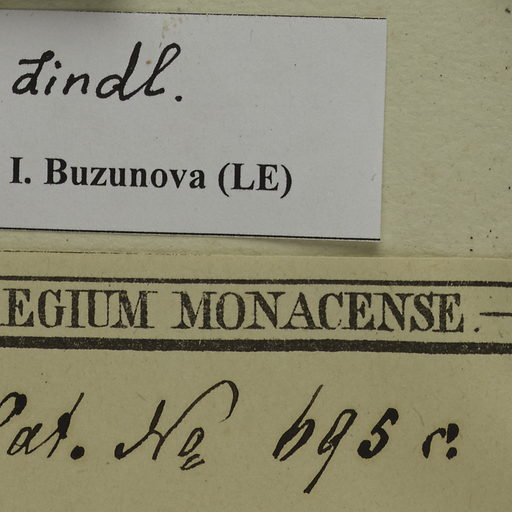 Lindl.
I. Buzunova (LE)
EGIUM MONACENSE.
Cat. No 695 c.